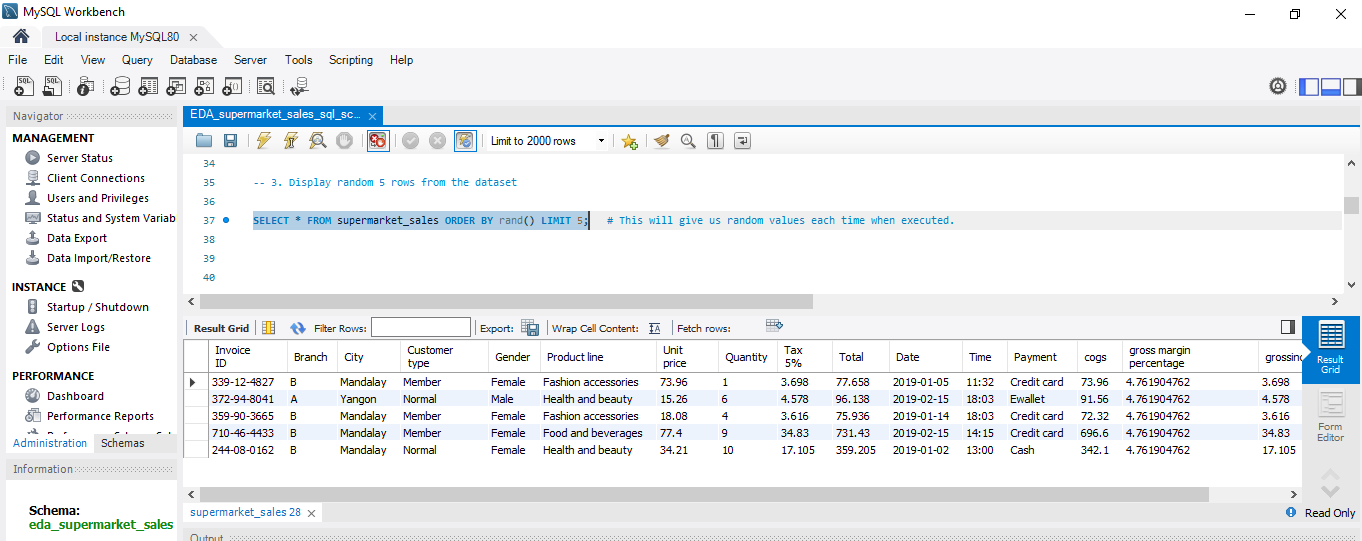 MySQL Workbench
Local instance MySQL80
File Edit View Query Database Server Tools Scripting Help
Navigator
MANAGEMENT
Server Status
Client Connections
Users and Privileges
Status and System Variab
Data Export
Data Import/Restore
INSTANCE
Startup / Shutdown
Server Logs
Options File
PERFORMANCE
Dashboard
Performance Reports
Administration Schemas
Information
Schema:
eda_supermarket_sales
EDA_supermarket_sales_sql_sc...
Limit to 2000 rows
34
35 -- 3. Display random 5 rows from the dataset
36
37 SELECT * FROM supermarket_sales ORDER BY rand() LIMIT 5; # This will give us random values each time when executed.
38
39
40
Result Grid Filter Rows: Export: Wrap Cell Content: Fetch rows:
Invoice ID Branch City Customer type Gender Product line Unit price Quantity Tax 5% Total Date Time Payment cogs gross margin percentage grossinc
339-12-4827 B Mandalay Member Female Fashion accessories 73.96 1 3.698 77.658 2019-01-05 11:32 Credit card 73.96 4.761904762 3.698
372-94-8041 A Yangon Normal Male Health and beauty 15.26 6 4.578 96.138 2019-02-15 18:03 Ewallet 91.56 4.761904762 4.578
359-90-3665 B Mandalay Member Female Fashion accessories 18.08 4 3.616 75.936 2019-01-14 18:03 Credit card 72.32 4.761904762 3.616
710-46-4433 B Mandalay Member Female Food and beverages 77.4 9 34.83 731.43 2019-02-15 14:15 Credit card 696.6 4.761904762 34.83
244-08-0162 B Mandalay Normal Female Health and beauty 34.21 10 17.105 359.205 2019-01-02 13:00 Cash 342.1 4.761904762 17.105
Result
Grid
Form
Editor
supermarket_sales 28
Read Only
Output